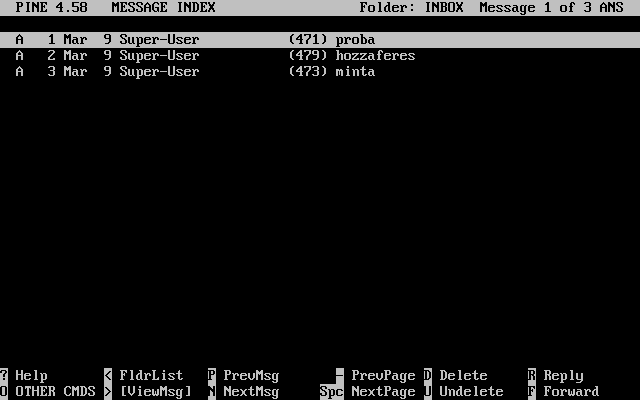 PINE 4.58   MESSAGE INDEX                  Folder: INBOX  Message 1 of 3 ANS
A   1 Mar  9 Super-User           (471) proba
A   2 Mar  9 Super-User           (479) hozzaferes
A   3 Mar  9 Super-User           (473) minta
? Help       < FldrList   P PrevMsg       - PrevPage D Delete     R Reply
O OTHER CMDS > [ViewMsg]  N NextMsg     Spc NextPage U Undelete   F Forward